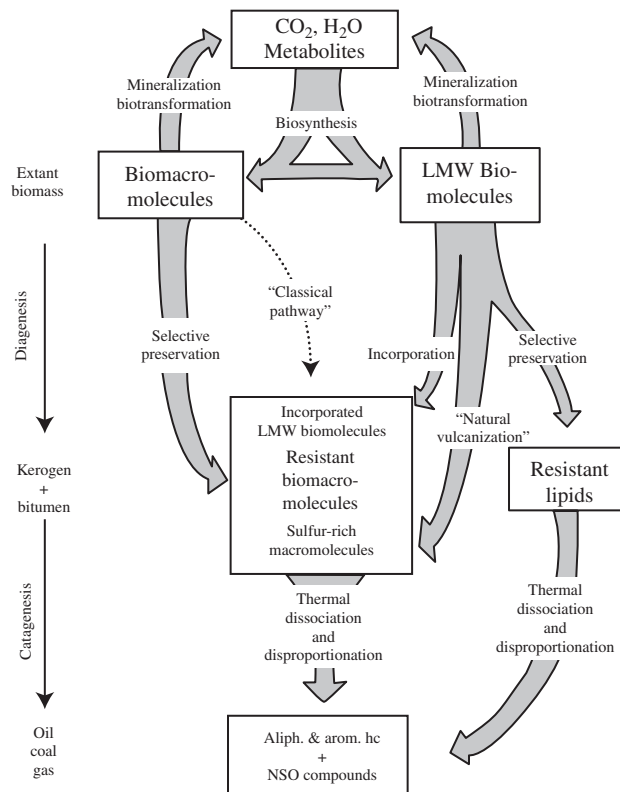 CO₂, H₂O
Metabolites
Mineralization
biotransformation
Mineralization
biotransformation
Biosynthesis
Extant
biomass
Biomacro-
molecules
LMW Bio-
molecules
Diagenesis
“Classical
pathway”
Selective
preservation
Incorporation
Selective
preservation
“Natural
vulcanization”
Incorporated
LMW biomolecules
Resistant
biomacro-
molecules
Sulfur-rich
macromolecules
Kerogen
+
bitumen
Resistant
lipids
Catagenesis
Thermal
dissociation
and
disproportionation
Thermal
dissociation
and
disproportionation
Oil
coal
gas
Aliph. & arom. hc
+
NSO compounds